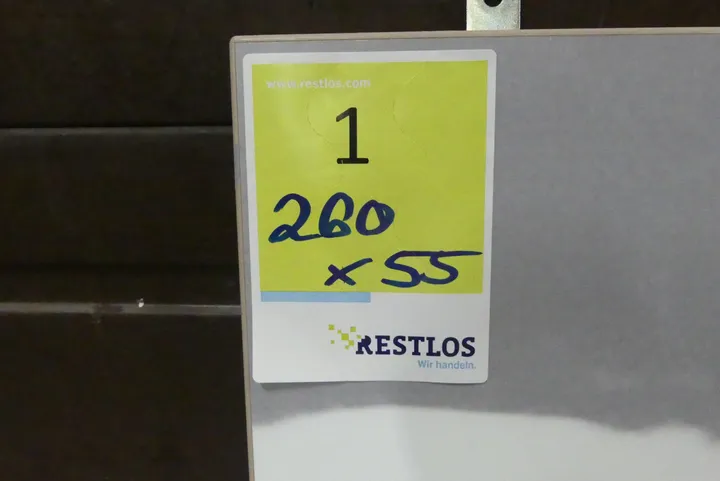 www.restlos.com
1
260
x 55
RESTLOS
Wir handeln.